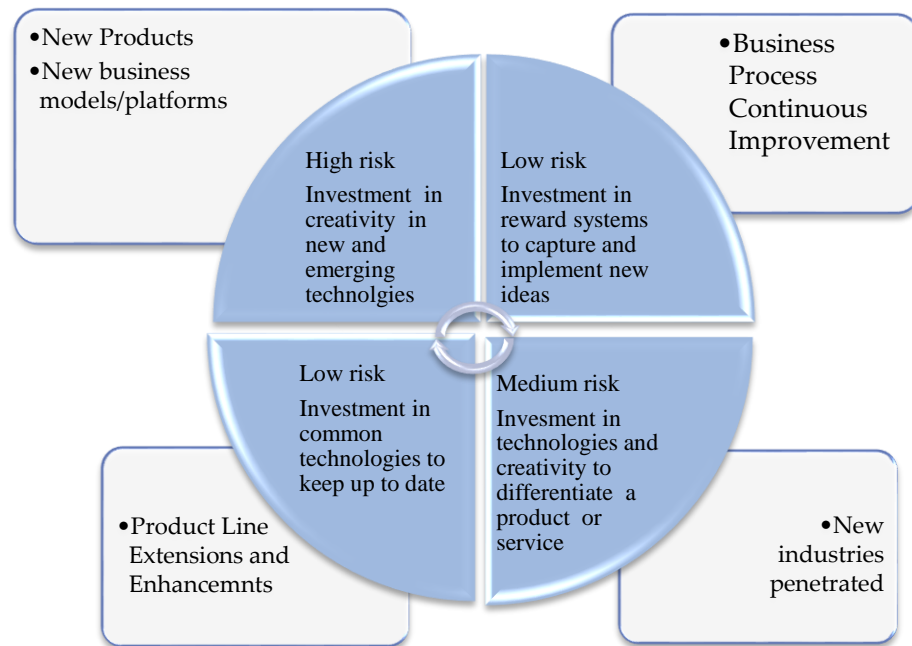 •New Products
•New business
models/platforms
•Business
Process
Continuous
Improvement
High risk
Investment in
creativity in
new and
emerging
technolgies
Low risk
Investment in
reward systems
to capture and
implement new
ideas
Low risk
Investment in
common
technologies to
keep up to date
Medium risk
Invesment in
technologies and
creativity to
differentiate a
product or
service
•Product Line
Extensions and
Enhancemnts
•New
industries
penetrated